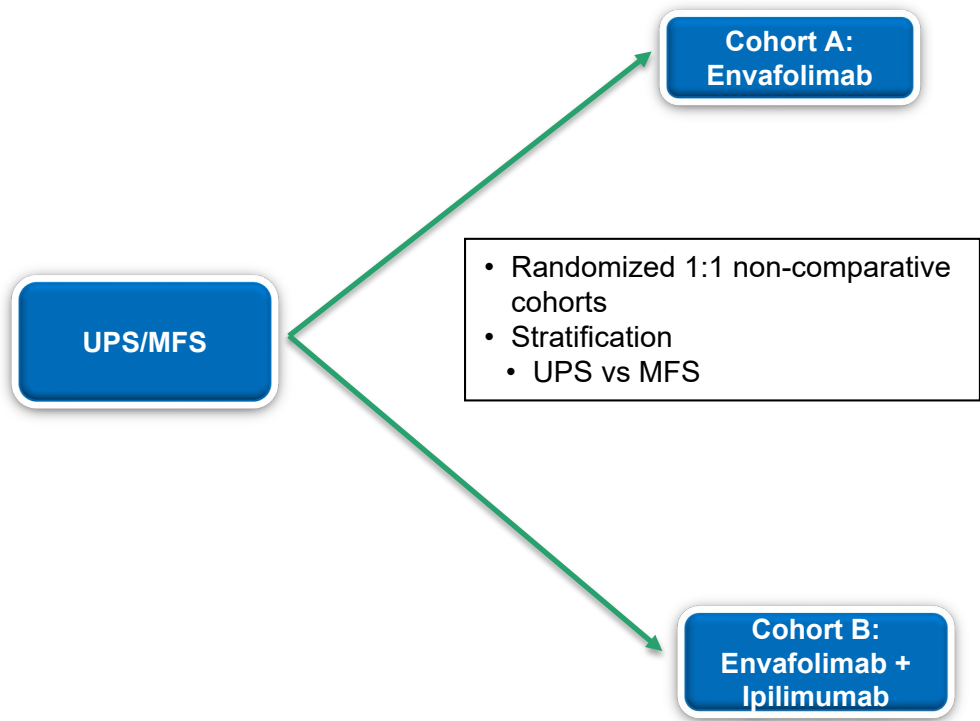 Cohort A:
Envafolimab
• Randomized 1:1 non-comparative
cohorts
• Stratification
• UPS vs MFS
UPS/MFS
Cohort B:
Envafolimab +
Ipilimumab